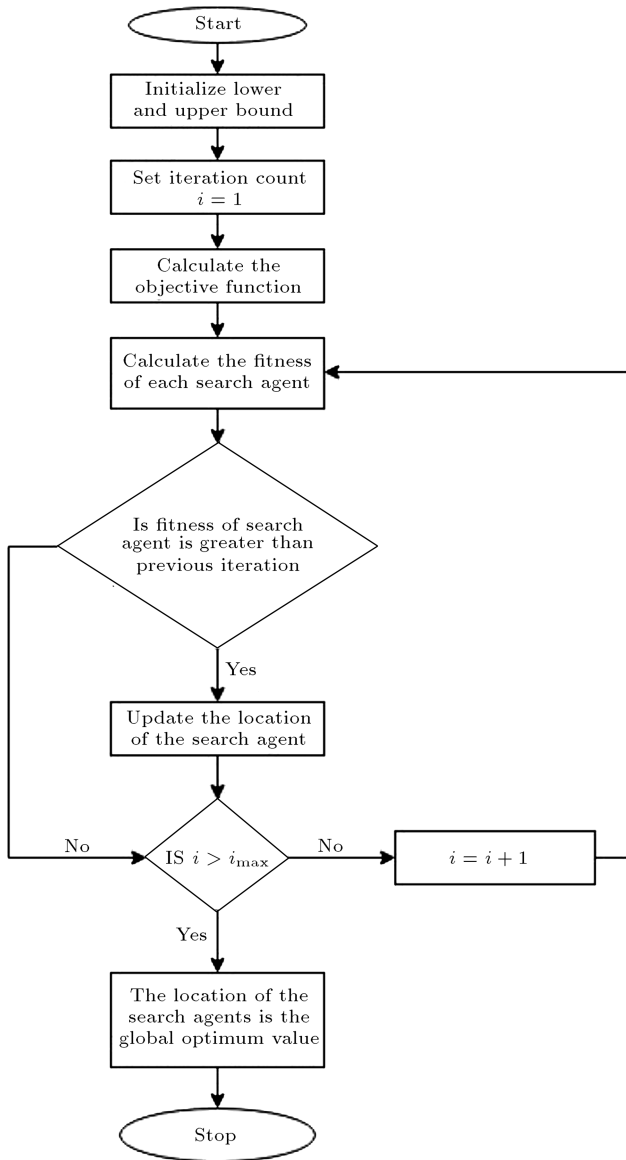 Start
Initialize lower
and upper bound
Set iteration count
i = 1
Calculate the
objective function
Calculate the fitness
of each search agent
Is fitness of search
agent is greater than
previous iteration
Yes
Update the location
of the search agent
No
IS i > i_max
No
i = i + 1
Yes
The location of the
search agents is the
global optimum value
Stop